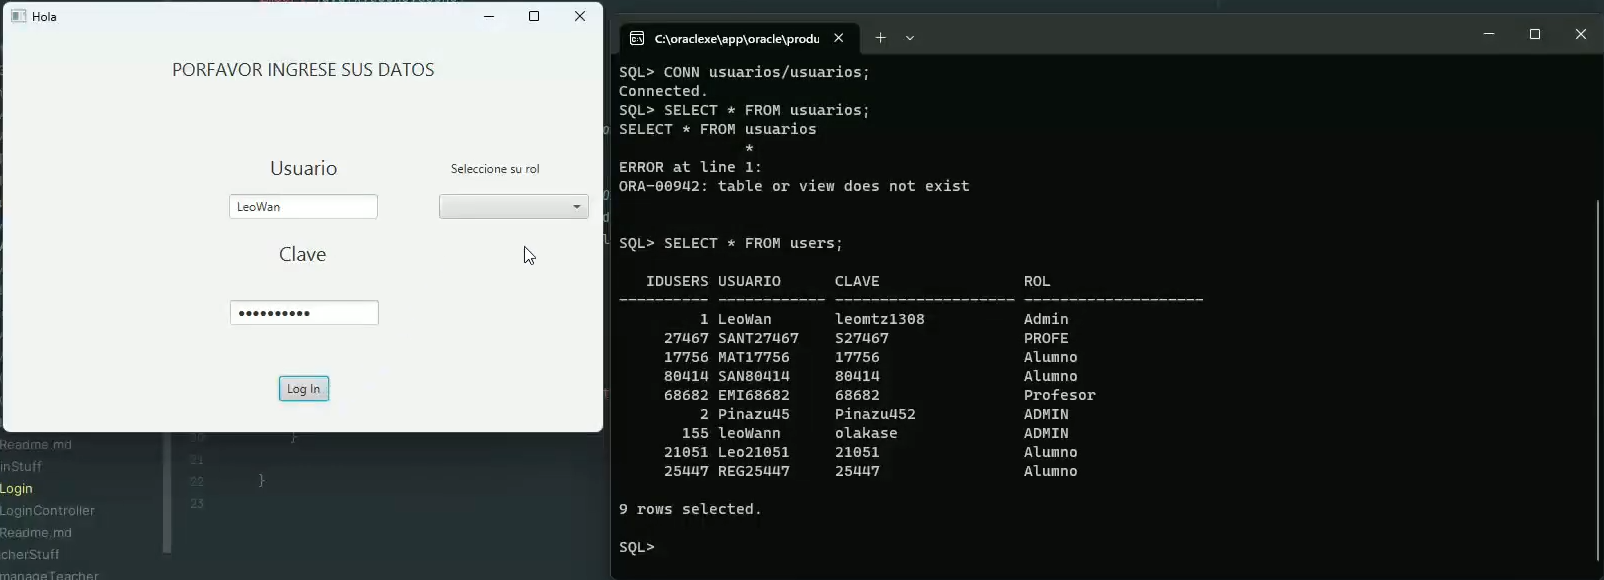 Hola
PORFAVOR INGRESE SUS DATOS
Usuario
Seleccione su rol
LeoWan
Clave
••••••••••
Log In
Readme.md
inStuff
Login
LoginController
Readme.md
cherStuff
manageTeacher
20 }
21
22 }
23
C:\oraclexe\app\oracle\produ
SQL> CONN usuarios/usuarios;
Connected.
SQL> SELECT * FROM usuarios;
SELECT * FROM usuarios
*
ERROR at line 1:
ORA-00942: table or view does not exist
SQL> SELECT * FROM users;
IDUSERS USUARIO CLAVE ROL
---------- ------------ -------------------- --------------------
1 LeoWan leomtz1308 Admin
27467 SANT27467 S27467 PROFE
17756 MAT17756 17756 Alumno
80414 SAN80414 80414 Alumno
68682 EMI68682 68682 Profesor
2 Pinazu45 Pinazu452 ADMIN
155 leoWann olakase ADMIN
21051 Leo21051 21051 Alumno
25447 REG25447 25447 Alumno
9 rows selected.
SQL>